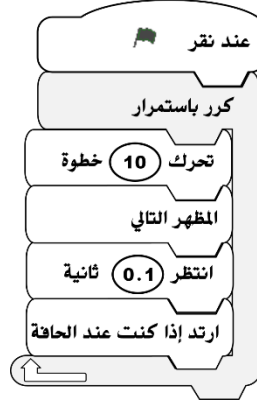 عند نقر
كرر باستمرار
تحرك 10 خطوة
المظهر التالي
انتظر 0.1 ثانية
ارتد إذا كنت عند الحافة